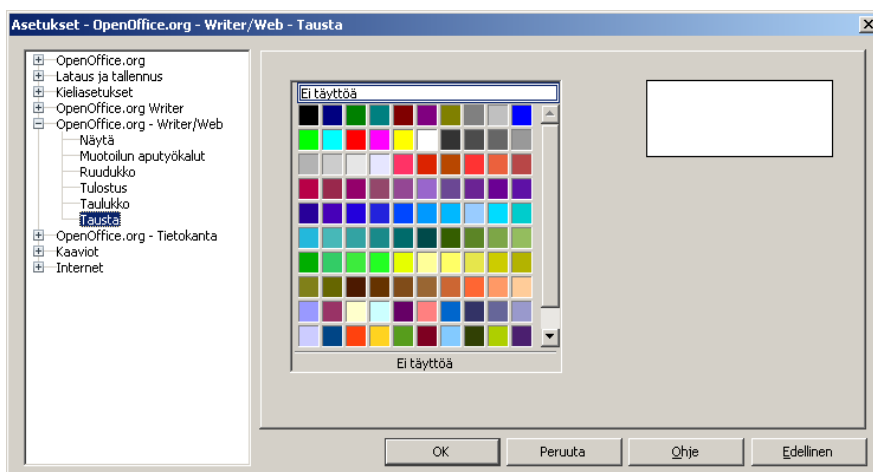 Asetukset - OpenOffice.org - Writer/Web - Tausta
OpenOffice.org
Lataus ja tallennus
Kieliasetukset
OpenOffice.org Writer
OpenOffice.org - Writer/Web
Näytä
Muotoilun aputyökalut
Ruudukko
Tulostus
Taulukko
Tausta
OpenOffice.org - Tietokanta
Kaaviot
Internet
Ei täyttöä
Ei täyttöä
OK
Peruuta
Ohje
Edellinen